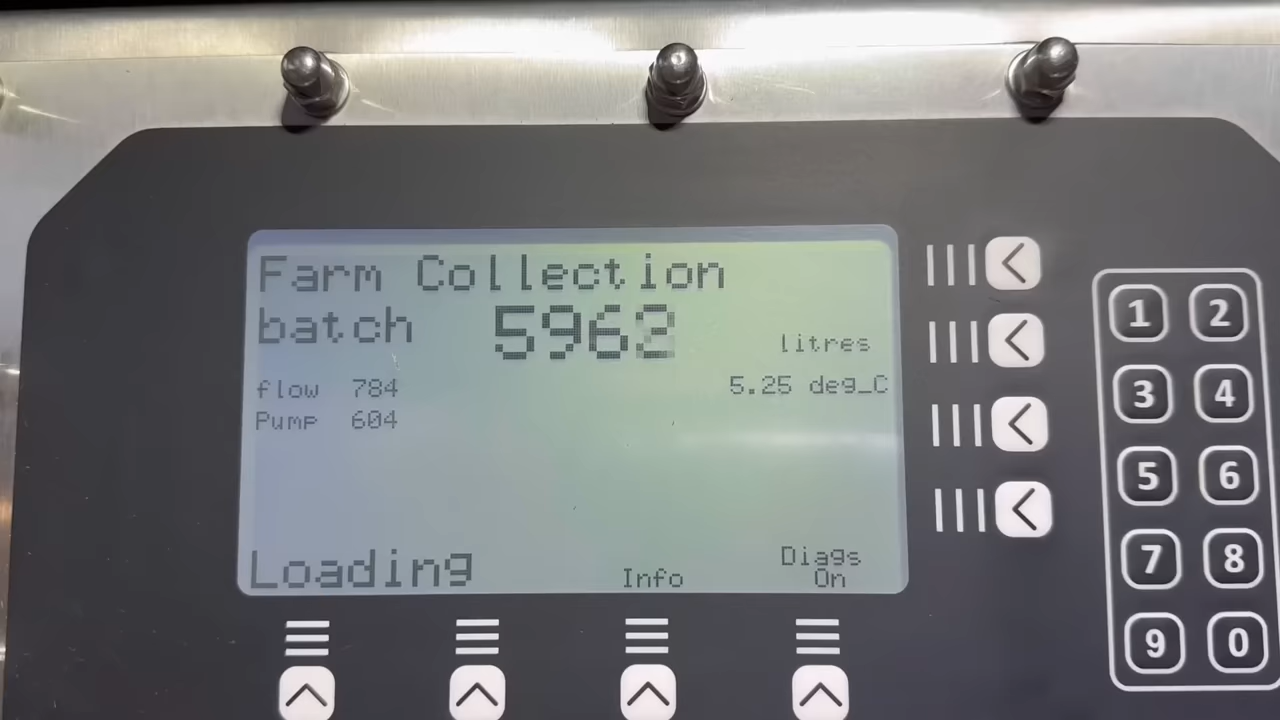 Farm Collection
batch 5962 litres
flow 784 5.25 deg_C
Pump 604
Loading Info Diags On
1 2
3 4
5 6
7 8
9 0